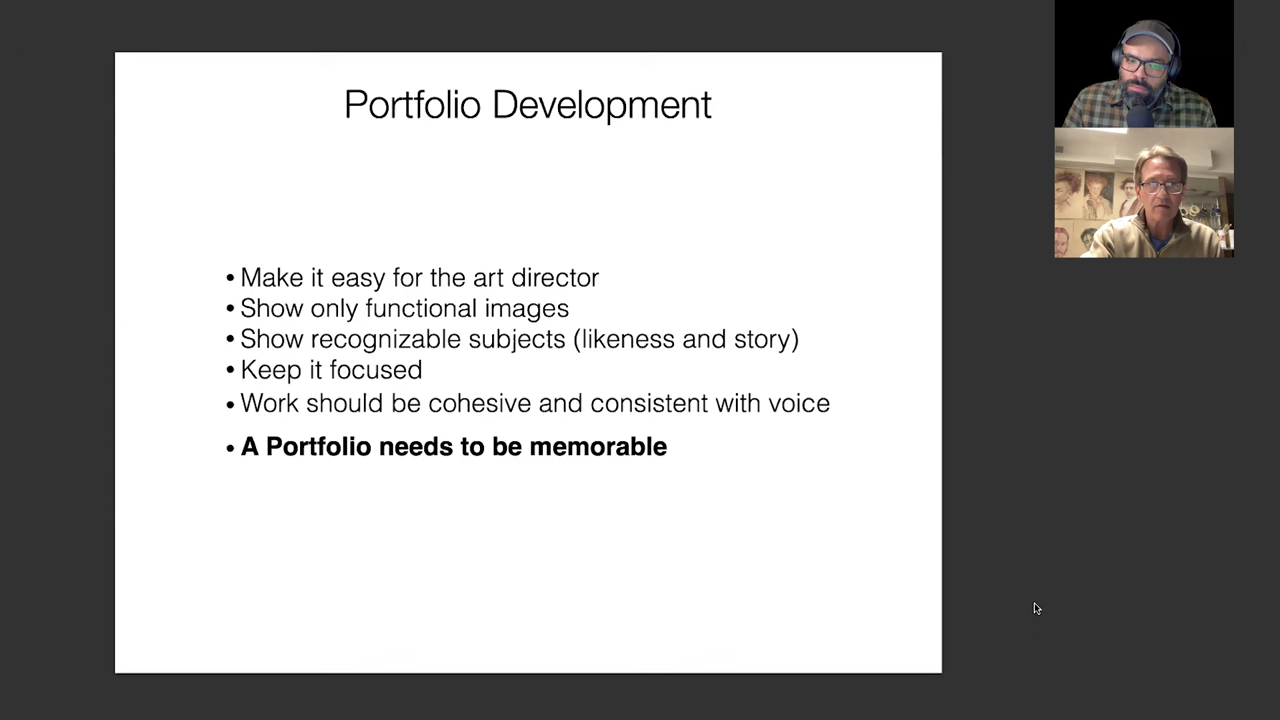 Portfolio Development
• Make it easy for the art director
• Show only functional images
• Show recognizable subjects (likeness and story)
• Keep it focused
• Work should be cohesive and consistent with voice
• A Portfolio needs to be memorable